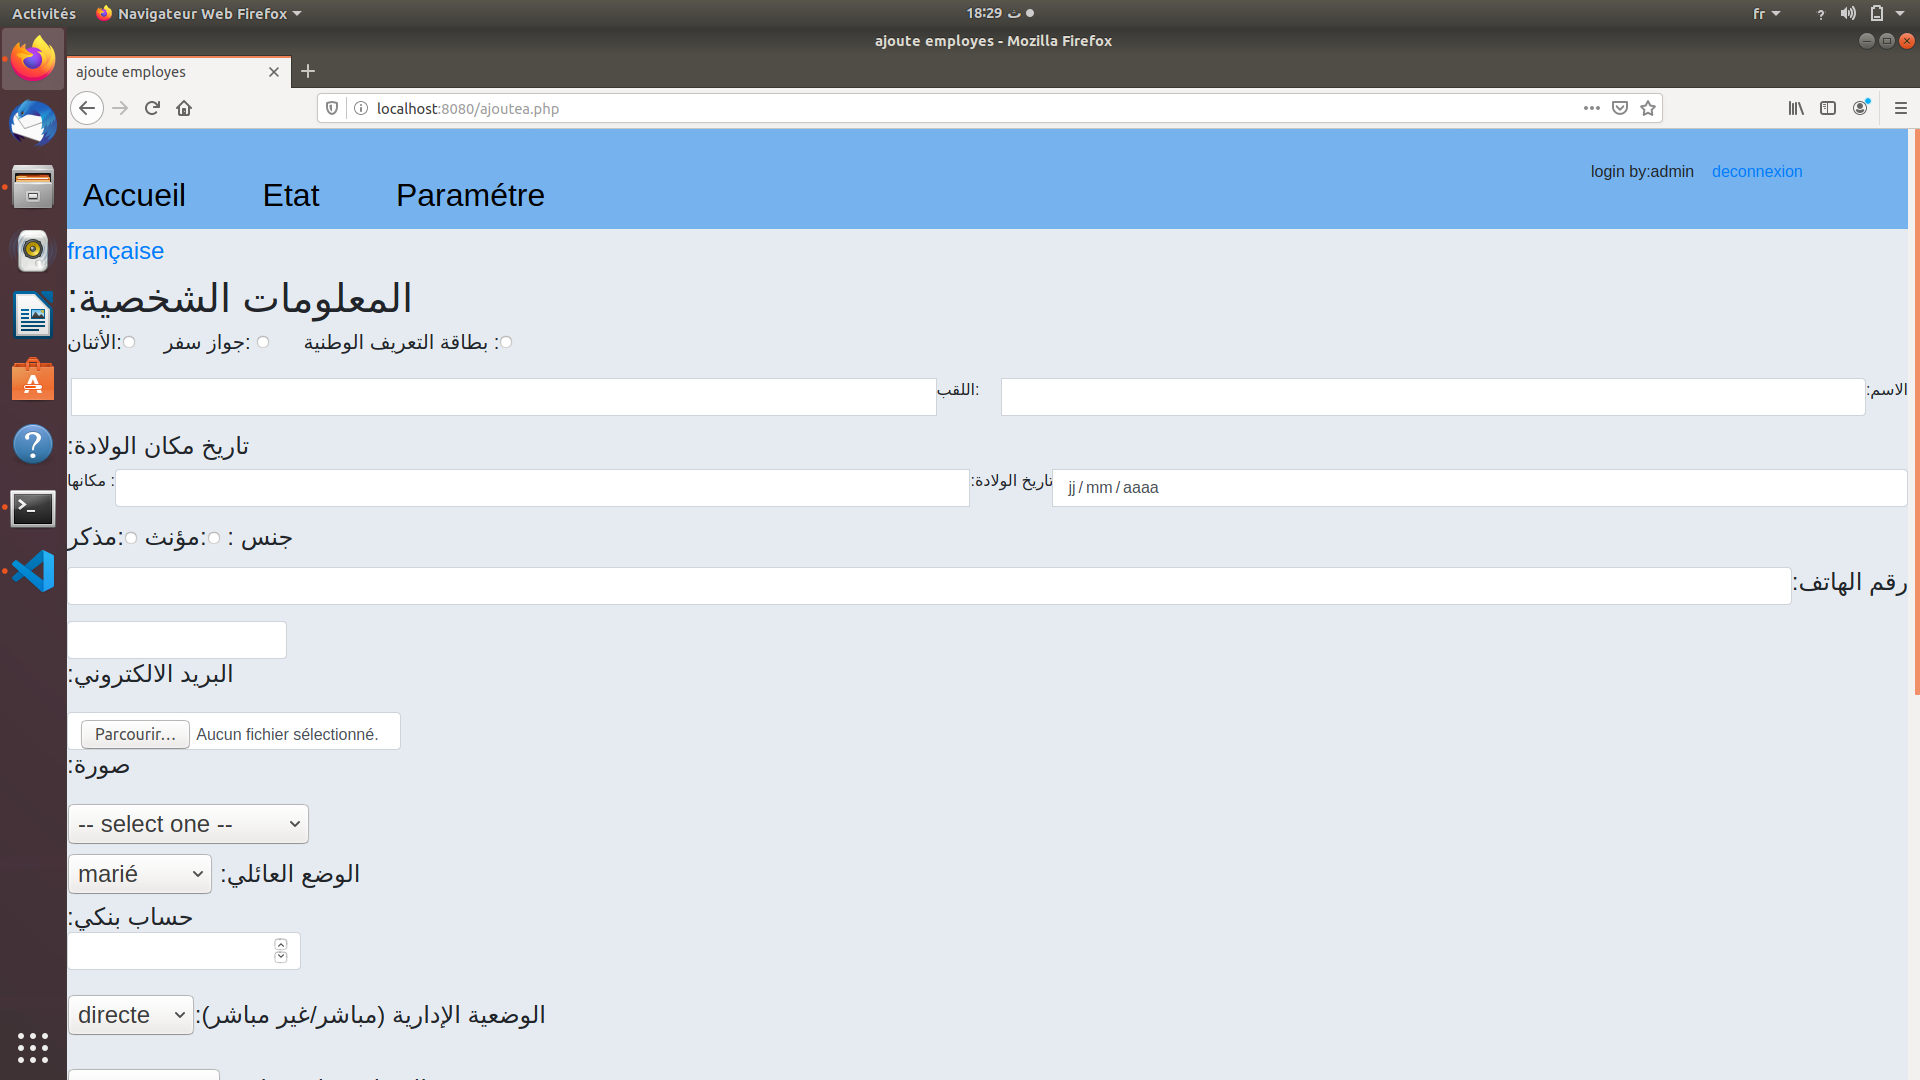 Activités Navigateur Web Firefox 18:29 ث fr
ajoute employes - Mozilla Firefox
ajoute employes
localhost:8080/ajoutea.php
login by:admin deconnexion
Accueil Etat Paramétre
française
المعلومات الشخصية:
بطاقة التعريف الوطنية : جواز سفر: الأثنان:
الاسم: اللقب:
تاريخ مكان الولادة:
تاريخ الولادة: jj / mm / aaaa مكانها :
جنس : مؤنث: مذكر:
رقم الهاتف:
البريد الالكتروني:
Parcourir... Aucun fichier sélectionné.
صورة:
-- select one --
marié الوضع العائلي:
حساب بنكي:
directe الوضعية الإدارية (مباشر/غير مباشر):